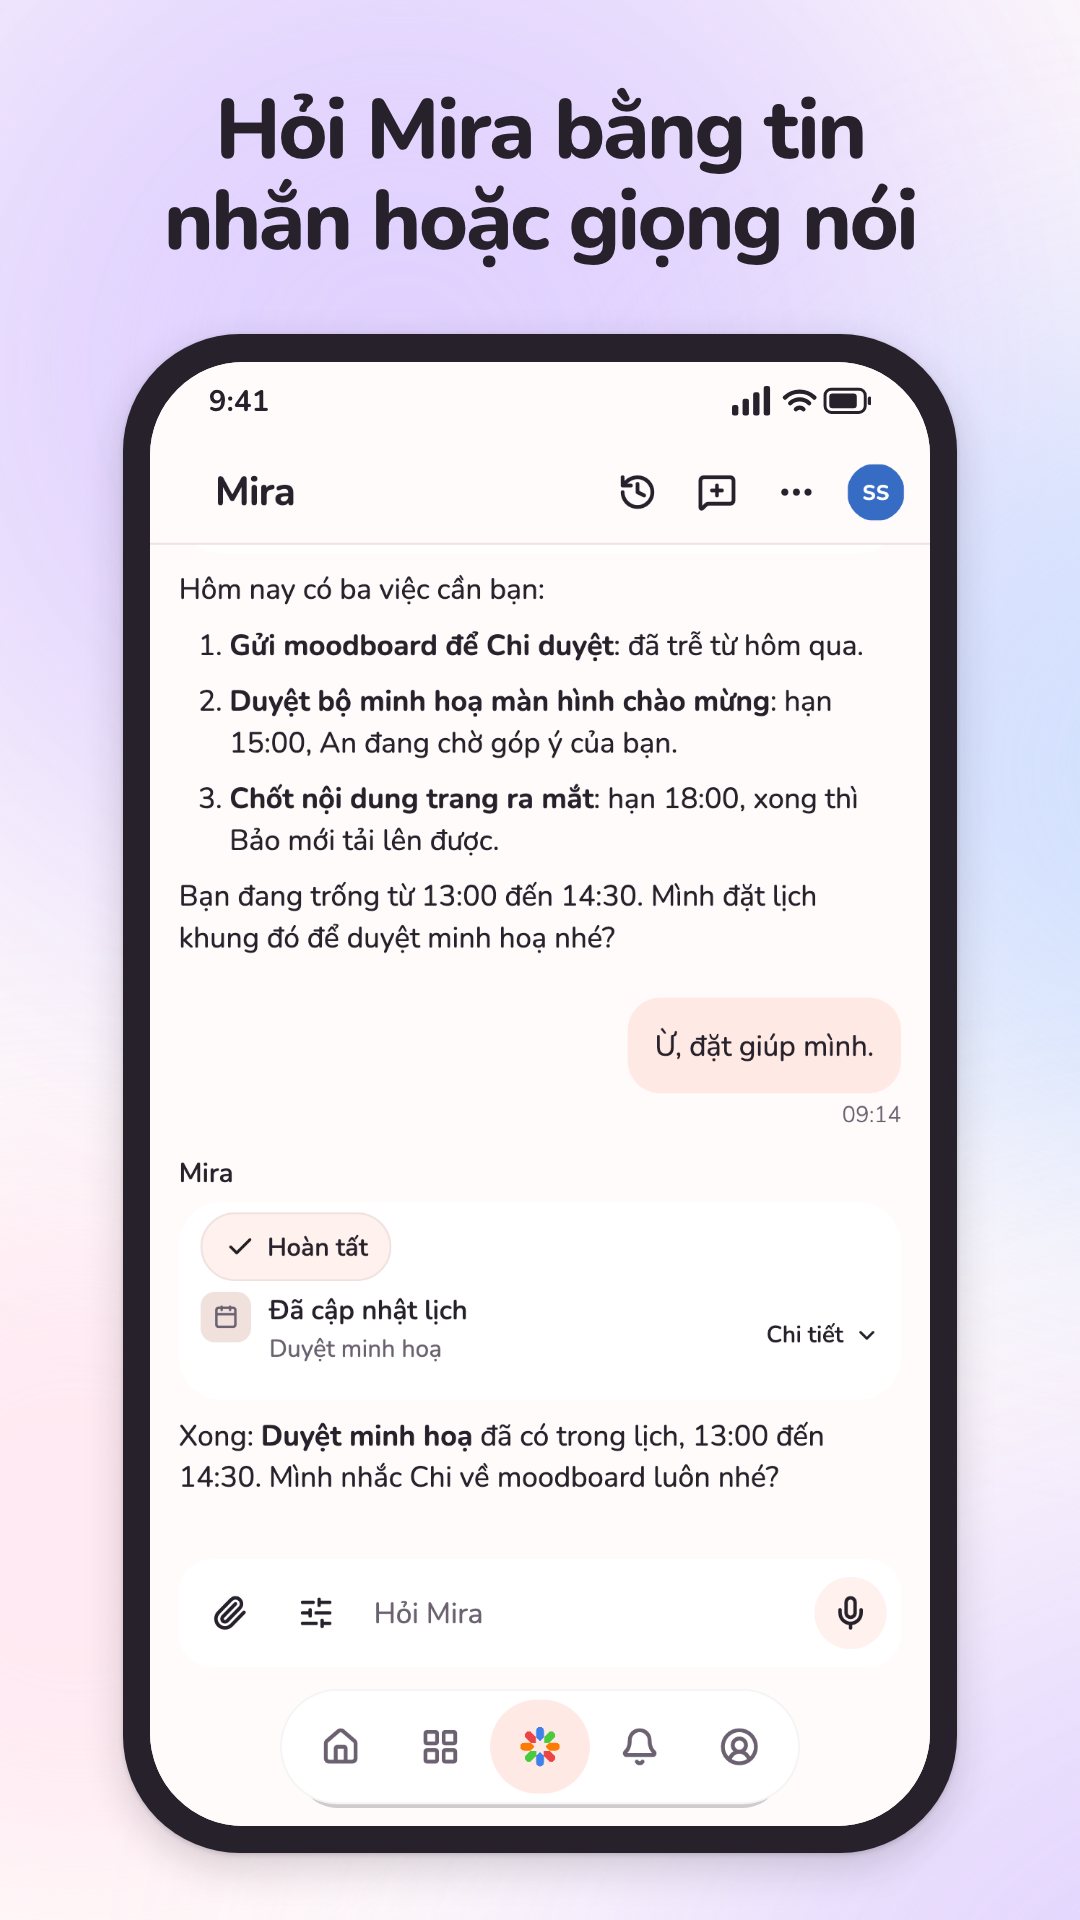 Hỏi Mira bằng tin
nhắn hoặc giọng nói
9:41
Mira
SS
Hôm nay có ba việc cần bạn:
1. Gửi moodboard để Chi duyệt: đã trễ từ hôm qua.
2. Duyệt bộ minh hoạ màn hình chào mừng: hạn
15:00, An đang chờ góp ý của bạn.
3. Chốt nội dung trang ra mắt: hạn 18:00, xong thì
Bảo mới tải lên được.
Bạn đang trống từ 13:00 đến 14:30. Mình đặt lịch
khung đó để duyệt minh hoạ nhé?
Ừ, đặt giúp mình.
09:14
Mira
Hoàn tất
Đã cập nhật lịch
Duyệt minh hoạ
Chi tiết
Xong: Duyệt minh hoạ đã có trong lịch, 13:00 đến
14:30. Mình nhắc Chi về moodboard luôn nhé?
Hỏi Mira